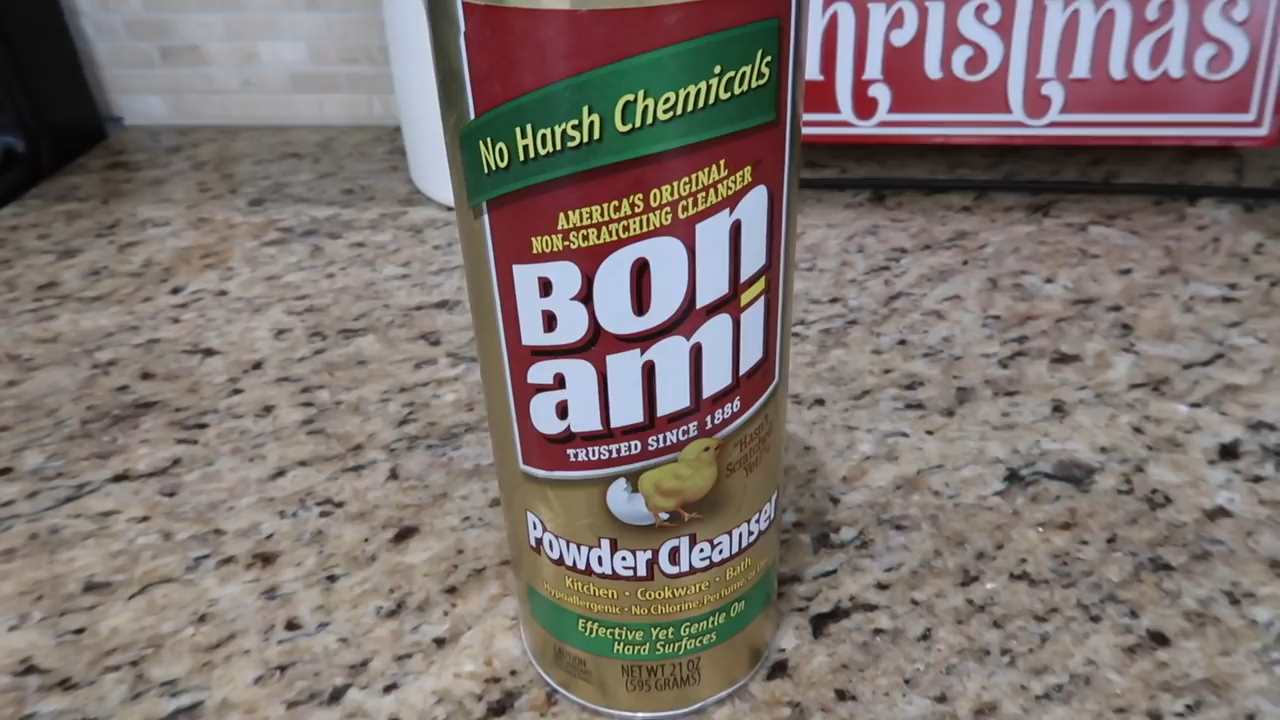 hristmas
No Harsh Chemicals
AMERICA'S ORIGINAL
NON-SCRATCHING CLEANSER
BON
ami
TRUSTED SINCE 1886
"Hasn't
Scratched
Yet!"
Powder Cleanser
Kitchen • Cookware • Bath
Hypoallergenic • No Chlorine, Perfume or
Effective Yet Gentle On
Hard Surfaces
CAUTION
NET WT 21 OZ
(595 GRAMS)